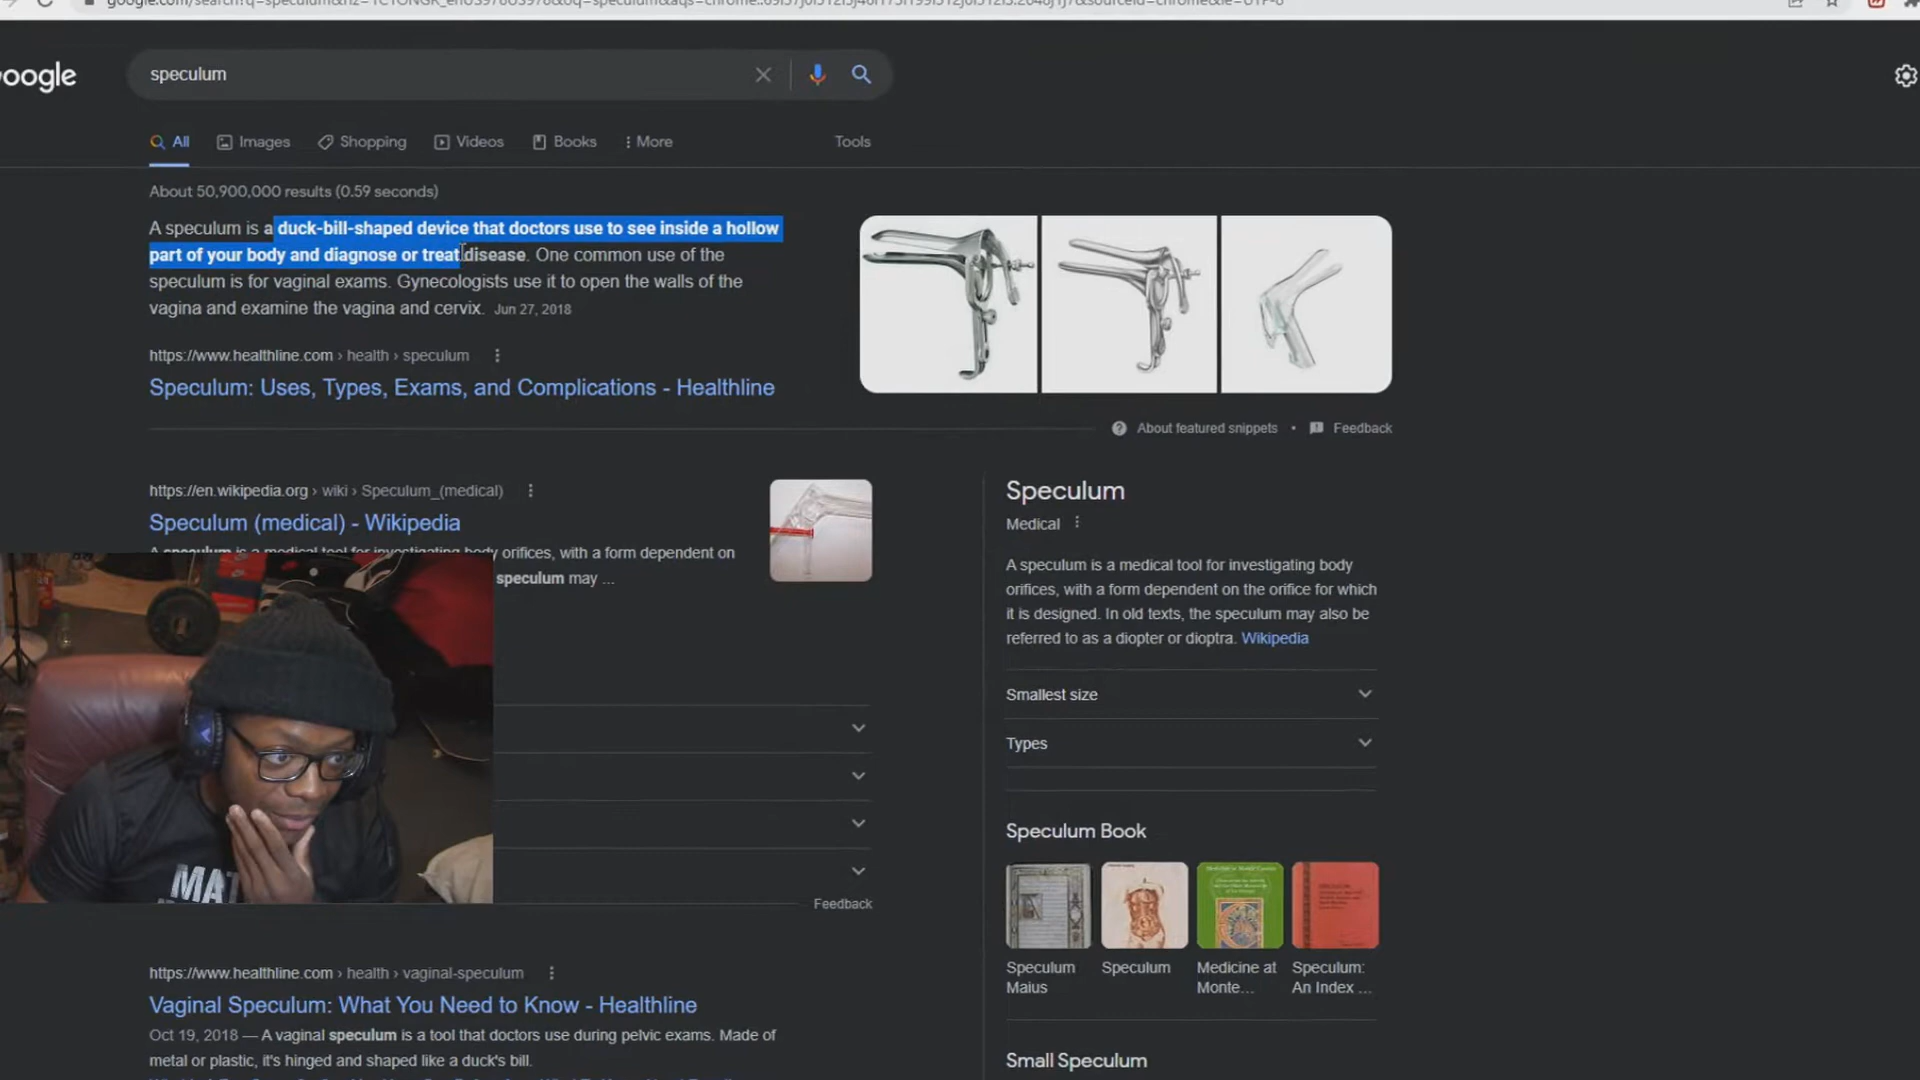 oogle
speculum
All
Images
Shopping
Videos
Books
More
Tools
About 50,900,000 results (0.59 seconds)
A speculum is a duck-bill-shaped device that doctors use to see inside a hollow
part of your body and diagnose or treat disease. One common use of the
speculum is for vaginal exams. Gynecologists use it to open the walls of the
vagina and examine the vagina and cervix. Jun 27, 2018
https://www.healthline.com › health › speculum
Speculum: Uses, Types, Exams, and Complications - Healthline
About featured snippets • Feedback
https://en.wikipedia.org › wiki › Speculum_(medical)
Speculum (medical) - Wikipedia
A speculum is a medical tool for investigating body orifices, with a form dependent on
speculum may ...
Feedback
https://www.healthline.com › health › vaginal-speculum
Vaginal Speculum: What You Need to Know - Healthline
Oct 19, 2018 — A vaginal speculum is a tool that doctors use during pelvic exams. Made of
metal or plastic, it's hinged and shaped like a duck's bill.
Speculum
Medical
A speculum is a medical tool for investigating body
orifices, with a form dependent on the orifice for which
it is designed. In old texts, the speculum may also be
referred to as a diopter or dioptra. Wikipedia
Smallest size
Types
Speculum Book
Speculum
Maius
Speculum
Medicine at
Monte...
Speculum:
An Index ...
Small Speculum
MAT